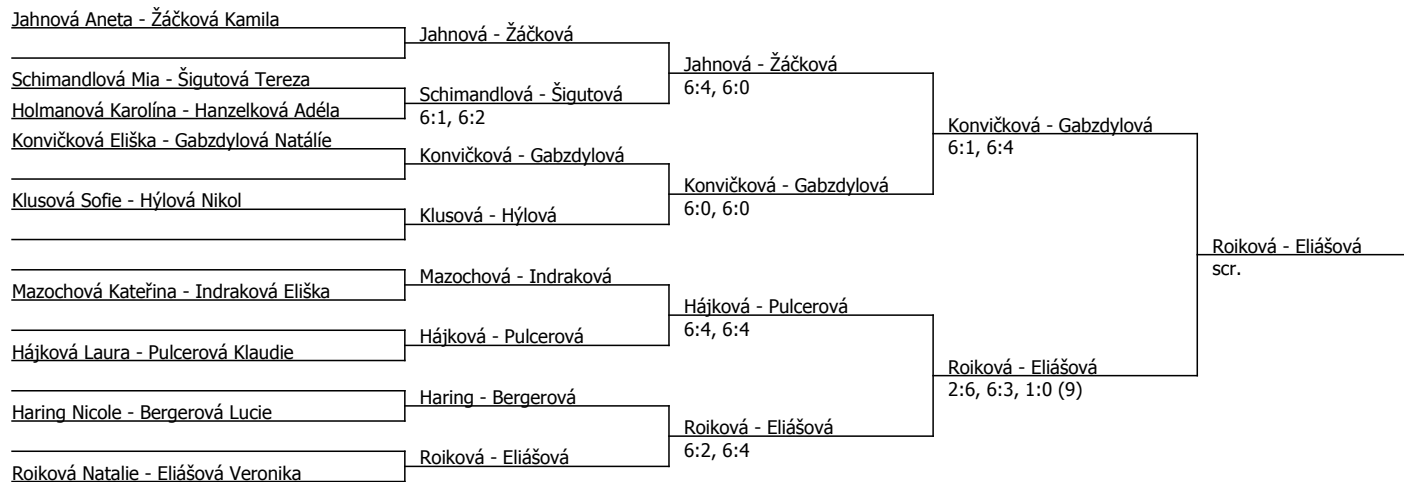 Jahnová Aneta - Žáčková Kamila
Schimandlová Mia - Šigutová Tereza
Holmanová Karolína - Hanzelková Adéla
Konvičková Eliška - Gabzdylová Natálíe
Klusová Sofie - Hýlová Nikol
Mazochová Kateřina - Indraková Eliška
Hájková Laura - Pulcerová Klaudie
Haring Nicole - Bergerová Lucie
Roiková Natalie - Eliášová Veronika
Jahnová - Žáčková
Schimandlová - Šigutová
6:1, 6:2
Konvičková - Gabzdylová
Klusová - Hýlová
Mazochová - Indraková
Hájková - Pulcerová
Haring - Bergerová
Roiková - Eliášová
Jahnová - Žáčková
6:4, 6:0
Konvičková - Gabzdylová
6:0, 6:0
Hájková - Pulcerová
6:4, 6:4
Roiková - Eliášová
6:2, 6:4
Konvičková - Gabzdylová
6:1, 6:4
Roiková - Eliášová
2:6, 6:3, 1:0 (9)
Roiková - Eliášová
scr.